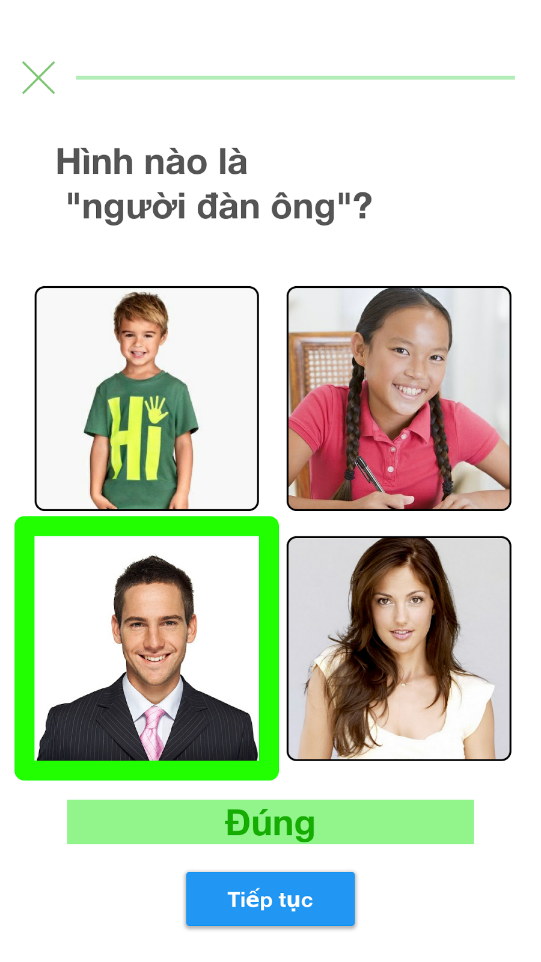 Hình nào là
"người đàn ông"?
Hi
Đúng
Tiếp tục